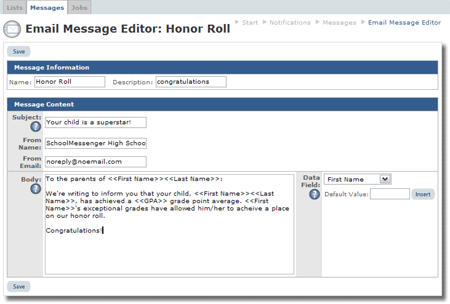 Lists Messages Jobs
Email Message Editor: Honor Roll
Start Notifications Messages Email Message Editor
Save
Message Information
Name: Honor Roll Description: congratulations
Message Content
Subject: Your child is a superstar!
From Name: SchoolMessenger High Schoo
From Email: noreply@noemail.com
Body:
To the parents of <<First Name>><<Last Name>>:
We're writing to inform you that your child, <<First Name>><<Last
Name>>, has achieved a <<GPA>> grade point average. <<First
Name>>'s exceptional grades have allowed him/her to acheive a place
on our honor roll.
Congratulations!
Data Field: First Name
Default Value: Insert
Save